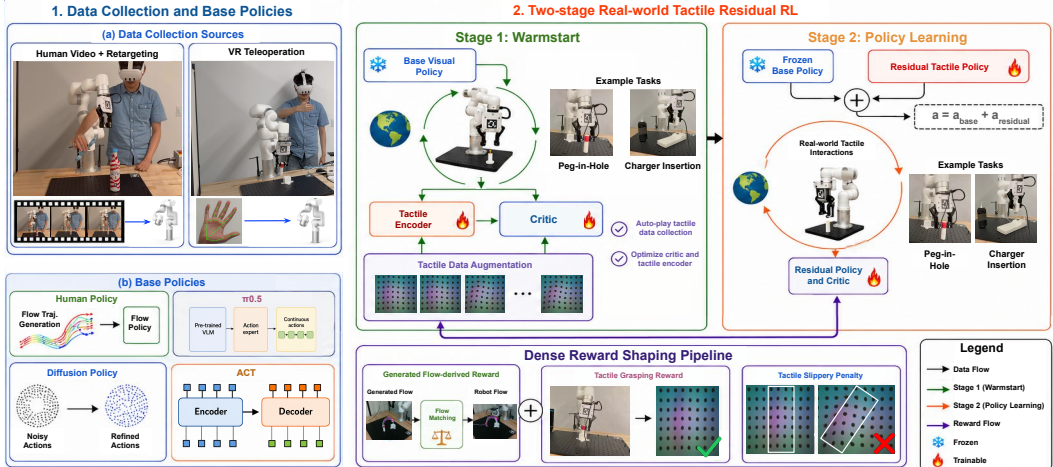 1. Data Collection and Base Policies
(a) Data Collection Sources
Human Video + Retargeting
VR Teleoperation
(b) Base Policies
Human Policy
Flow Traj.
Generation
Flow
Policy
π0.5
Pre-trained
VLM
Action
expert
Continuous
actions
Diffusion Policy
Noisy
Actions
Refined
Actions
ACT
Encoder
Decoder
2. Two-stage Real-world Tactile Residual RL
Stage 1: Warmstart
Base Visual
Policy
Example Tasks
Peg-in-Hole
Charger Insertion
Tactile
Encoder
Critic
Auto-play tactile
data collection
Optimize critic and
tactile encoder
Tactile Data Augmentation
...
Stage 2: Policy Learning
Frozen
Base Policy
Residual Tactile Policy
a = a_base + a_residual
Real-world Tactile
Interactions
Example Tasks
Peg-in-
Hole
Charger
Insertion
Residual Policy
and Critic
Dense Reward Shaping Pipeline
Generated Flow-derived Reward
Generated Flow
Flow
Matching
Robot Flow
Tactile Grasping Reward
Tactile Slippery Penalty
Legend
Data Flow
Stage 1 (Warmstart)
Stage 2 (Policy Learning)
Reward Flow
Frozen
Trainable